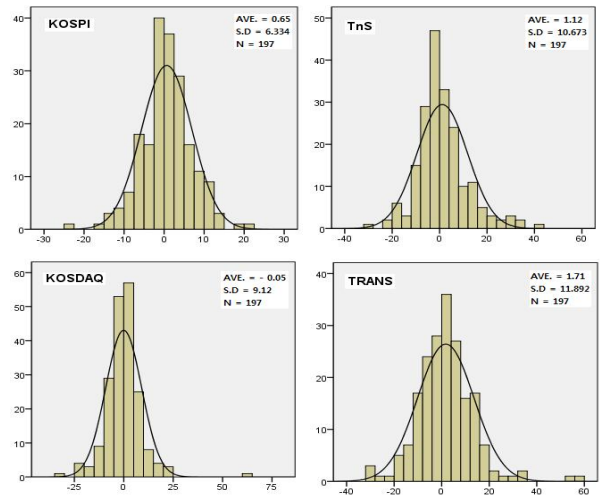 KOSPI
AVE. = 0.65
S.D = 6.334
N = 197
40
30
20
10
0
-30 -20 -10 0 10 20 30
TnS
AVE. = 1.12
S.D = 10.673
N = 197
50
40
30
20
10
0
-40 -20 0 20 40 60
KOSDAQ
AVE. = - 0.05
S.D = 9.12
N = 197
60
50
40
30
20
10
0
-25 0 25 50 75
TRANS
AVE. = 1.71
S.D = 11.892
N = 197
40
30
20
10
0
-40 -20 0 20 40 60